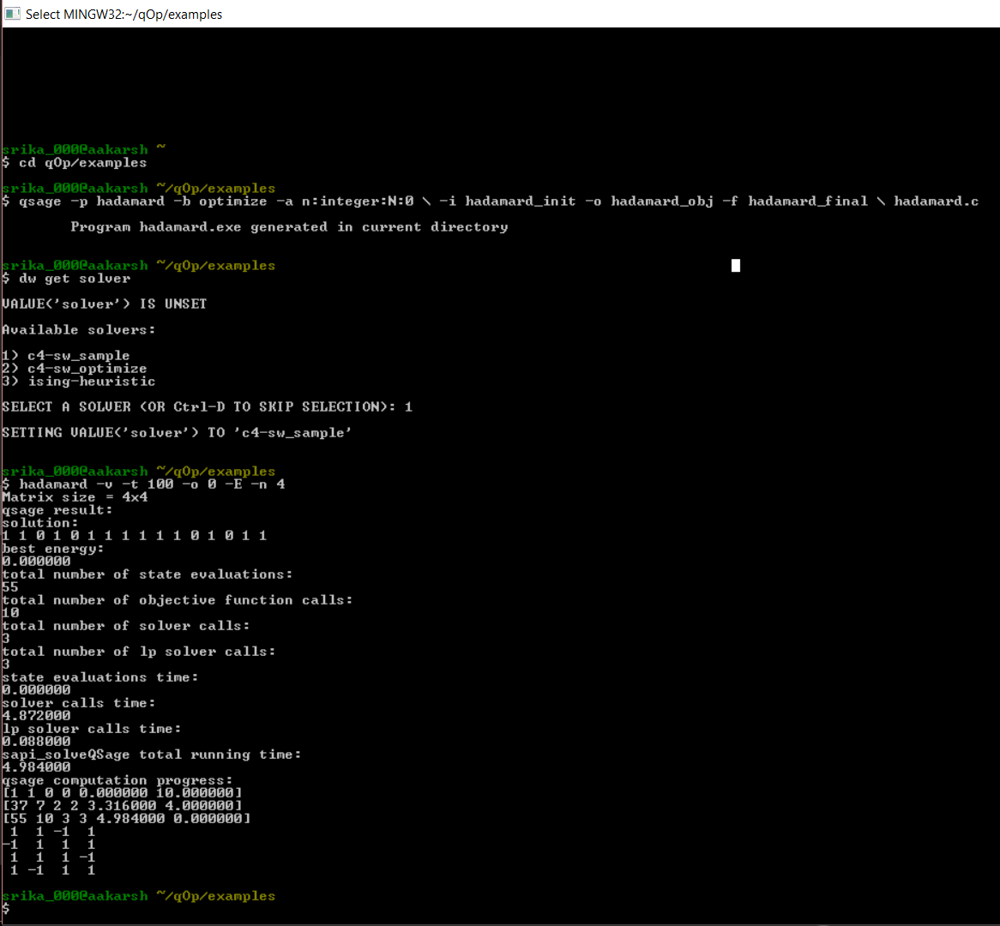 Select MINGW32:~/qOp/examples
srika_000@aakarsh ~
$ cd qOp/examples
srika_000@aakarsh ~/qOp/examples
$ qsage -p hadamard -b optimize -a n:integer:N:0 \ -i hadamard_init -o hadamard_obj -f hadamard_final \ hadamard.c
Program hadamard.exe generated in current directory
srika_000@aakarsh ~/qOp/examples
$ dw get solver
VALUE('solver') IS UNSET
Available solvers:
1) c4-sw_sample
2) c4-sw_optimize
3) ising-heuristic
SELECT A SOLVER (OR Ctrl-D TO SKIP SELECTION): 1
SETTING VALUE('solver') TO 'c4-sw_sample'
srika_000@aakarsh ~/qOp/examples
$ hadamard -v -t 100 -o 0 -E -n 4
Matrix size = 4x4
qsage result:
solution:
1 1 0 1 0 1 1 1 1 1 1 0 1 0 1 1
best energy:
0.000000
total number of state evaluations:
55
total number of objective function calls:
10
total number of solver calls:
3
total number of lp solver calls:
3
state evaluations time:
0.000000
solver calls time:
4.872000
lp solver calls time:
0.088000
sapi_solveQSage total running time:
4.984000
qsage computation progress:
[1 1 0 0 0.000000 10.000000]
[37 7 2 2 3.316000 4.000000]
[55 10 3 3 4.984000 0.000000]
1 1 -1 1
-1 1 1 1
1 1 1 -1
1 -1 1 1
srika_000@aakarsh ~/qOp/examples
$